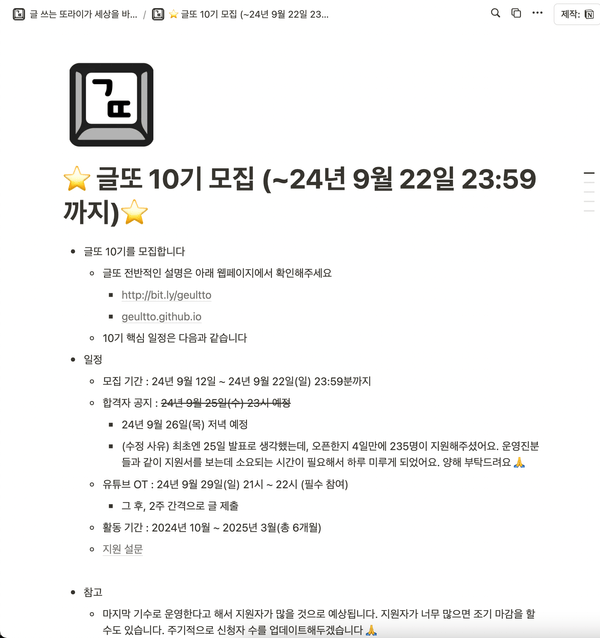 글 쓰는 또라이가 세상을 바... / ⭐ 글또 10기 모집 (~24년 9월 22일 23... 제작:
ㄱ
ㄸ
⭐ 글또 10기 모집 (~24년 9월 22일 23:59
까지)⭐
• 글또 10기를 모집합니다
글또 전반적인 설명은 아래 웹페이지에서 확인해주세요
http://bit.ly/geultto
geultto.github.io
10기 핵심 일정은 다음과 같습니다
• 일정
모집 기간 : 24년 9월 12일 ~ 24년 9월 22일(일) 23:59분까지
합격자 공지 : 24년 9월 25일(수) 23시 예정
24년 9월 26일(목) 저녁 예정
(수정 사유) 최초엔 25일 발표로 생각했는데, 오픈한지 4일만에 235명이 지원해주셨어요. 운영진분
들과 같이 지원서를 보는데 소요되는 시간이 필요해서 하루 미루게 되었어요. 양해 부탁드려요 🙏
유튜브 OT : 24년 9월 29일(일) 21시 ~ 22시 (필수 참여)
그 후, 2주 간격으로 글 제출
활동 기간 : 2024년 10월 ~ 2025년 3월(총 6개월)
지원 설문
• 참고
마지막 기수로 운영한다고 해서 지원자가 많을 것으로 예상됩니다. 지원자가 너무 많으면 조기 마감을 할
수도 있습니다. 주기적으로 신청자 수를 업데이트해두겠습니다 🙏